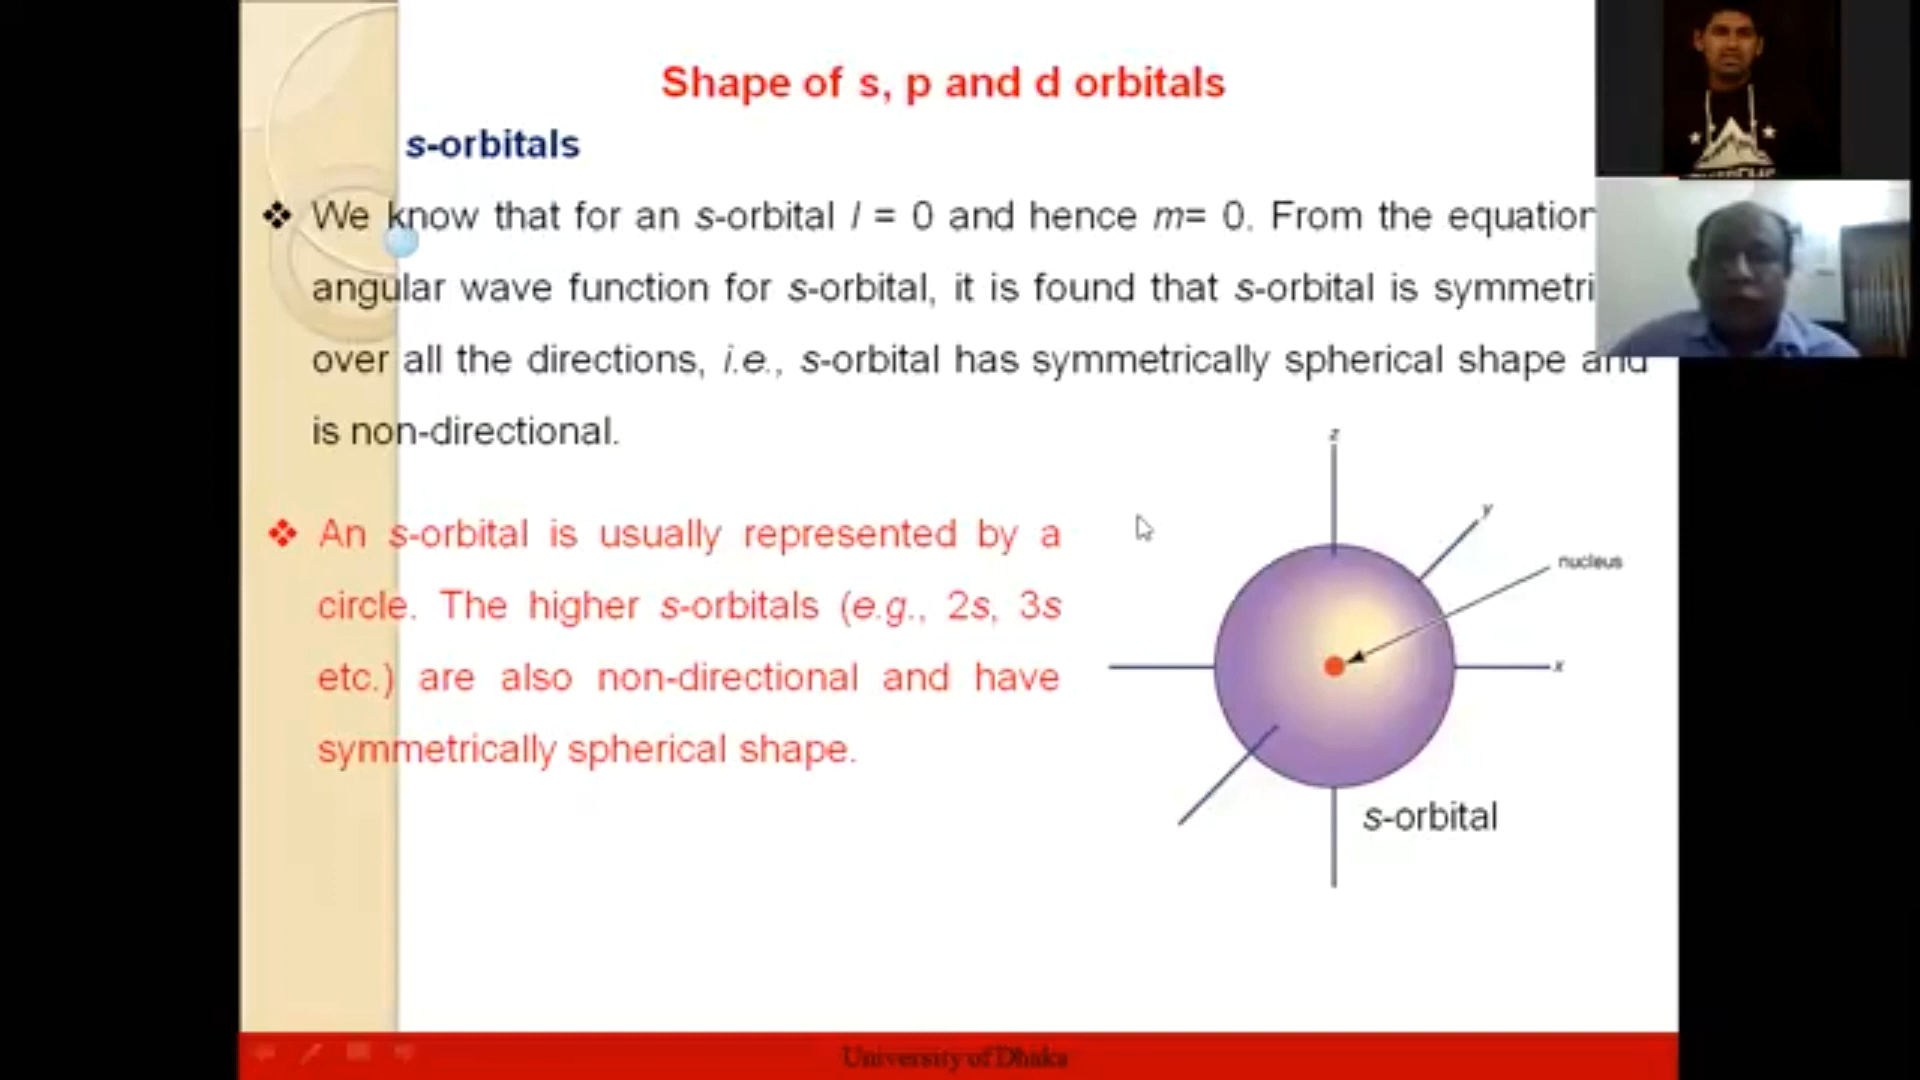 Shape of s, p and d orbitals
s-orbitals
❖ We know that for an s-orbital l = 0 and hence m= 0. From the equation
angular wave function for s-orbital, it is found that s-orbital is symmetri
over all the directions, i.e., s-orbital has symmetrically spherical shape and
is non-directional.
❖ An s-orbital is usually represented by a
circle. The higher s-orbitals (e.g., 2s, 3s
etc.) are also non-directional and have
symmetrically spherical shape.
z
y
nucleus
x
s-orbital
University of Dhaka